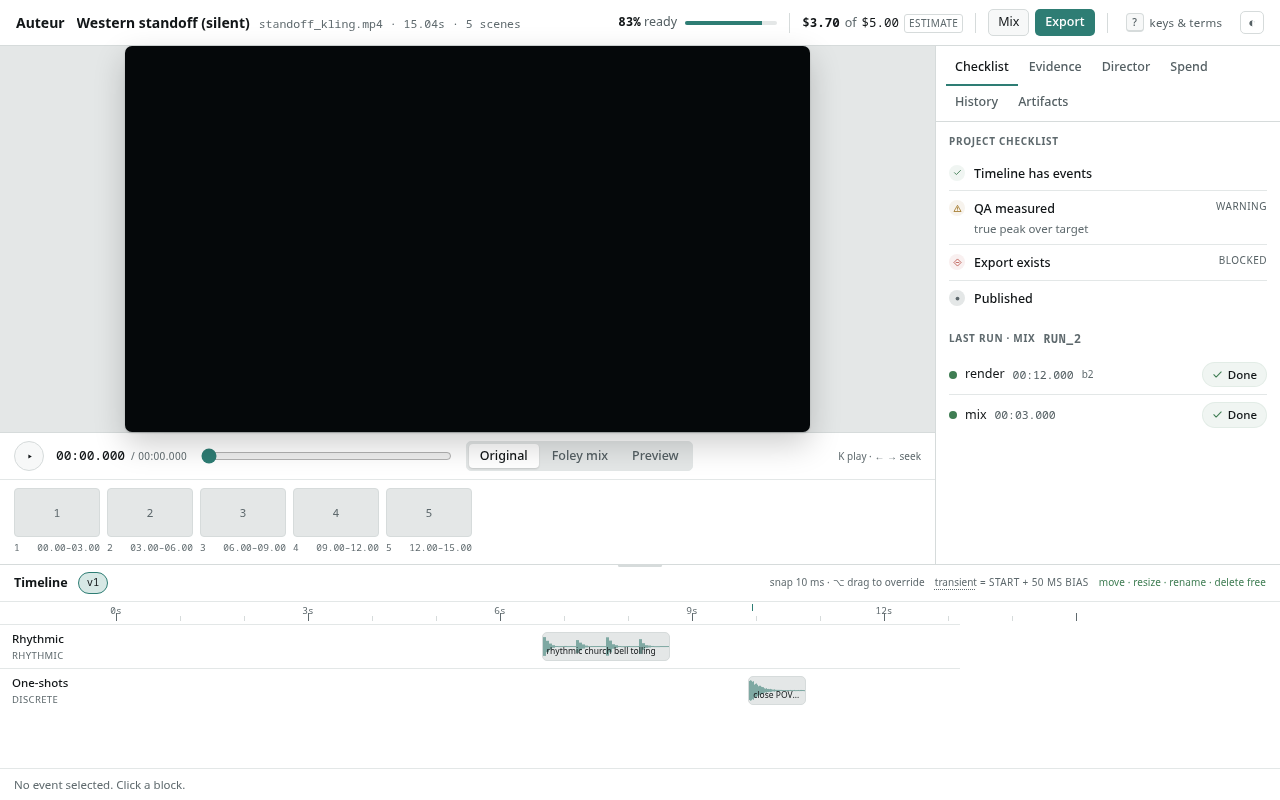 Auteur Western standoff (silent) standoff_kling.mp4 · 15.04s · 5 scenes 83% ready $3.70 of $5.00 ESTIMATE Mix Export ? keys & terms
Checklist Evidence Director Spend
History Artifacts
PROJECT CHECKLIST
Timeline has events
QA measured WARNING
true peak over target
Export exists BLOCKED
Published
LAST RUN · MIX RUN_2
render 00:12.000 b2 Done
mix 00:03.000 Done
00:00.000 / 00:00.000 Original Foley mix Preview K play · ← → seek
1 2 3 4 5
1 00.00–03.00 2 03.00–06.00 3 06.00–09.00 4 09.00–12.00 5 12.00–15.00
Timeline v1 snap 10 ms · ⌥ drag to override transient = START + 50 MS BIAS move · resize · rename · delete free
0s 3s 6s 9s 12s
Rhythmic
RHYTHMIC
rhythmic church bell tolling
One-shots
DISCRETE
close POV…
No event selected. Click a block.